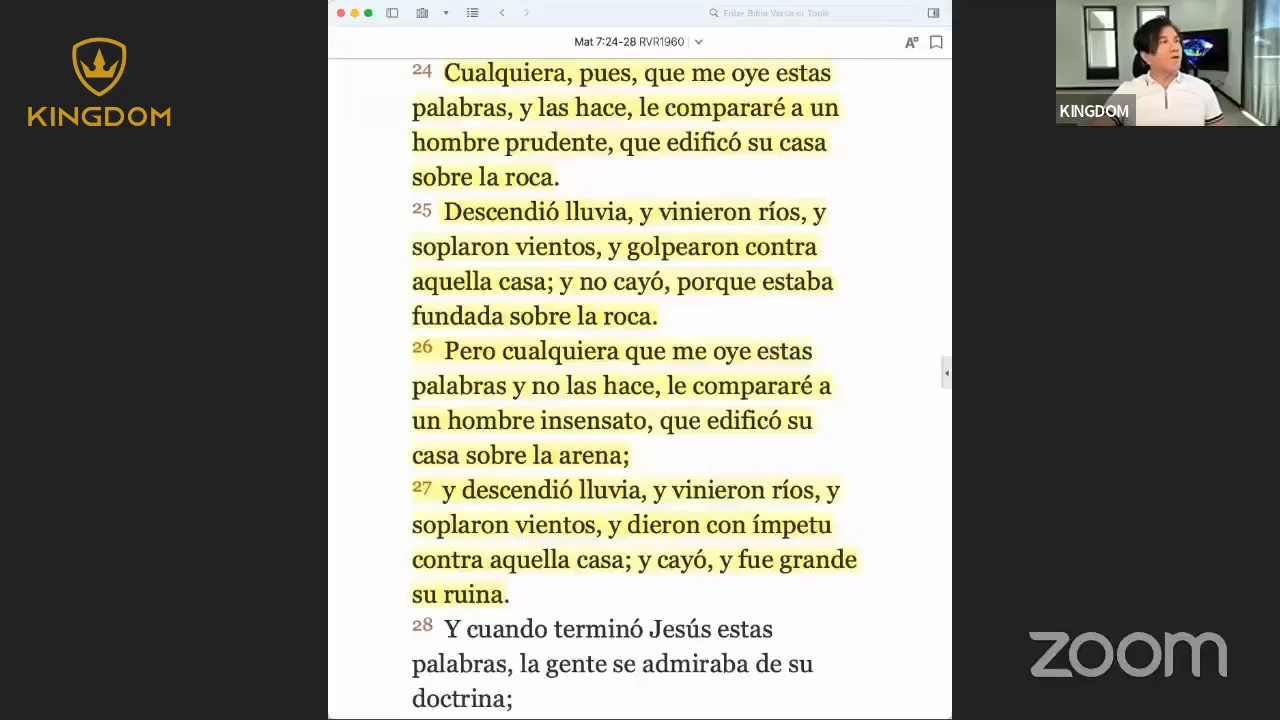 KINGDOM
Enter Bible Verse or Topic
Mat 7:24-28 RVR1960
24 Cualquiera, pues, que me oye estas
palabras, y las hace, le compararé a un
hombre prudente, que edificó su casa
sobre la roca.
25 Descendió lluvia, y vinieron ríos, y
soplaron vientos, y golpearon contra
aquella casa; y no cayó, porque estaba
fundada sobre la roca.
26 Pero cualquiera que me oye estas
palabras y no las hace, le compararé a
un hombre insensato, que edificó su
casa sobre la arena;
27 y descendió lluvia, y vinieron ríos, y
soplaron vientos, y dieron con ímpetu
contra aquella casa; y cayó, y fue grande
su ruina.
28 Y cuando terminó Jesús estas
palabras, la gente se admiraba de su
doctrina;
KINGDOM
zoom